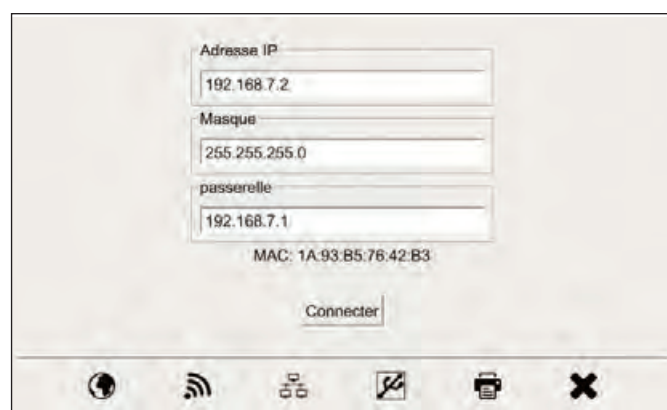 Adresse IP
192.168.7.2
Masque
255.255.255.0
passerelle
192.168.7.1
MAC: 1A:93:B5:76:42:B3
Connecter